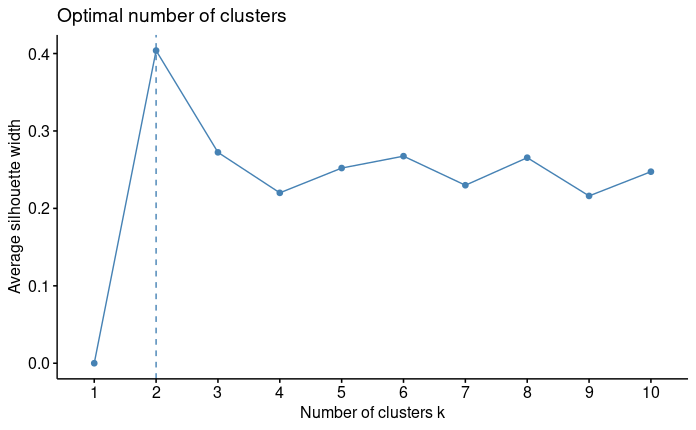 Optimal number of clusters
0.4
0.3
0.2
0.1
0.0
Average silhouette width
1 2 3 4 5 6 7 8 9 10
Number of clusters k